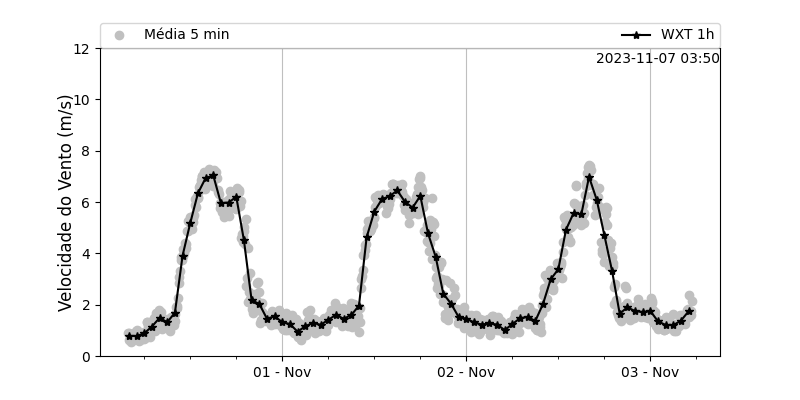 Média 5 min
WXT 1h
2023-11-07 03:50
Velocidade do Vento (m/s)
12
10
8
6
4
2
0
01 - Nov
02 - Nov
03 - Nov